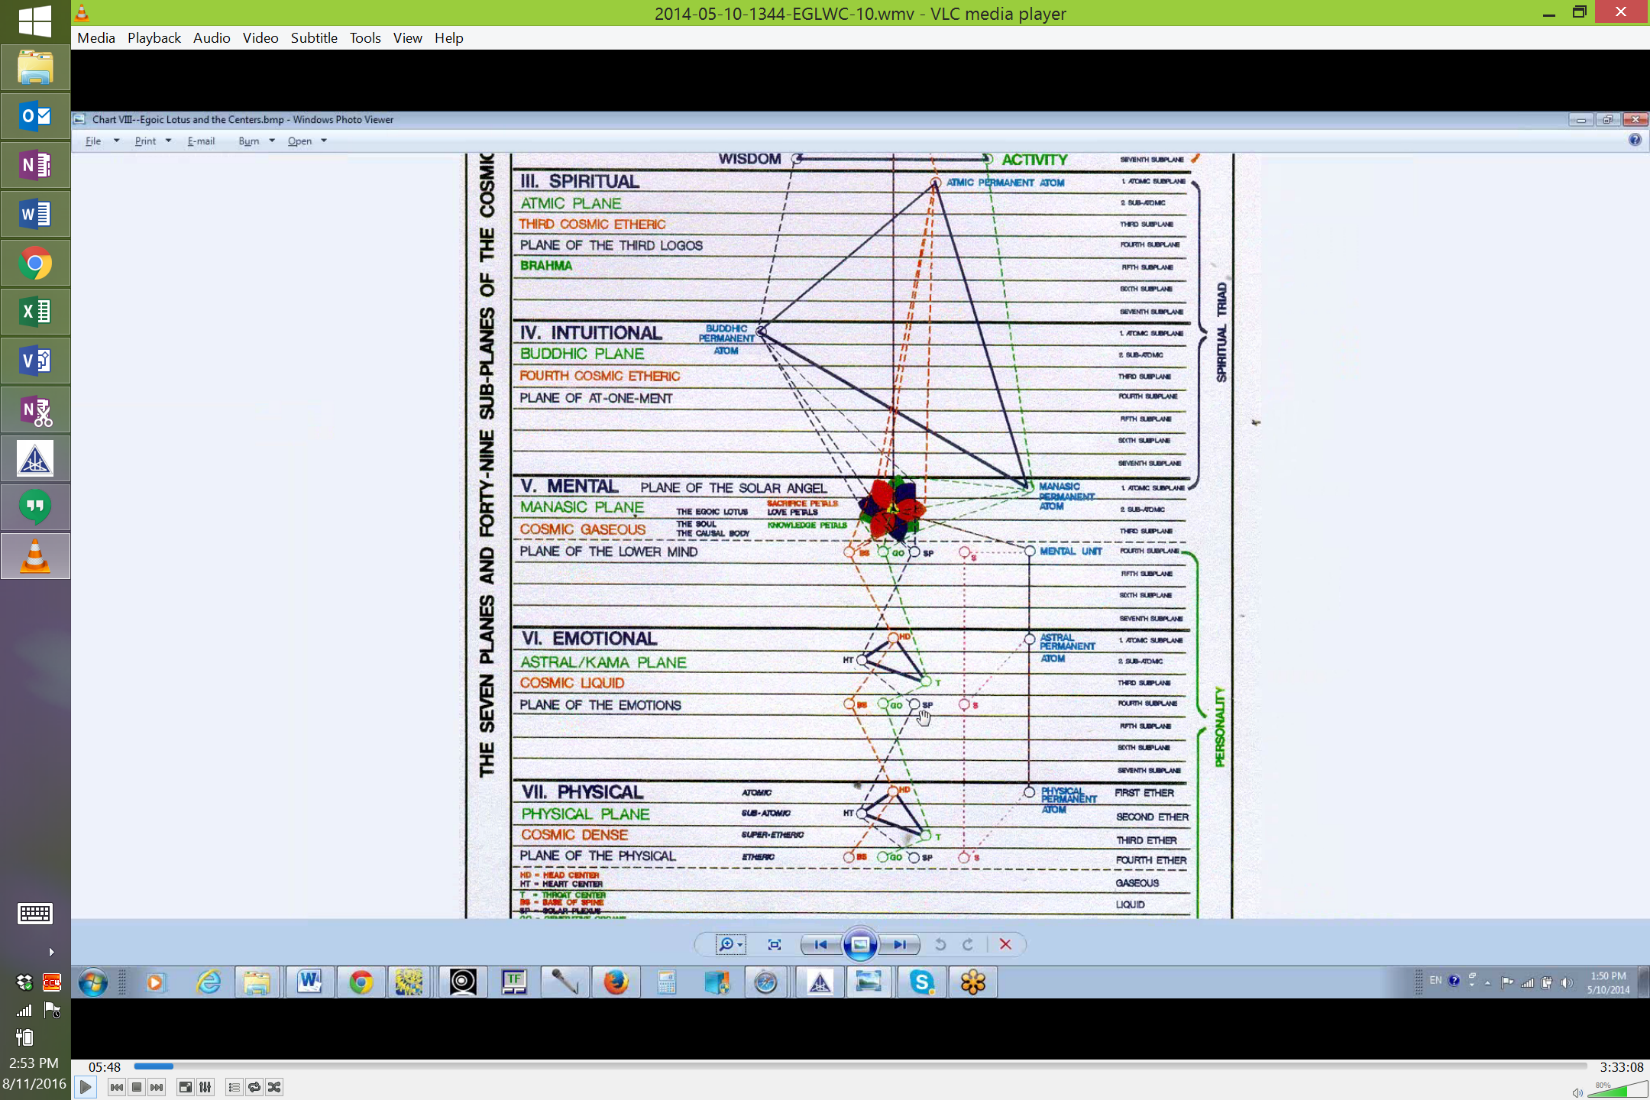 2014-05-10-1344-EGLWC-10.wmv - VLC media player
Media Playback Audio Video Subtitle Tools View Help
Chart VIII--Egoic Lotus and the Centers.bmp - Windows Photo Viewer
File Print E-mail Burn Open
THE SEVEN PLANES AND FORTY-NINE SUB-PLANES OF THE COSMIC
WISDOM ACTIVITY SEVENTH SUBPLANE
III. SPIRITUAL ATMIC PERMANENT ATOM 1. ATOMIC SUBPLANE
ATMIC PLANE 2. SUB-ATOMIC
THIRD COSMIC ETHERIC THIRD SUBPLANE
PLANE OF THE THIRD LOGOS FOURTH SUBPLANE
BRAHMA FIFTH SUBPLANE
SIXTH SUBPLANE
SEVENTH SUBPLANE
SPIRITUAL TRIAD
IV. INTUITIONAL BUDDHIC PERMANENT ATOM 1. ATOMIC SUBPLANE
BUDDHIC PLANE 2. SUB-ATOMIC
FOURTH COSMIC ETHERIC THIRD SUBPLANE
PLANE OF AT-ONE-MENT FOURTH SUBPLANE
FIFTH SUBPLANE
SIXTH SUBPLANE
SEVENTH SUBPLANE
V. MENTAL PLANE OF THE SOLAR ANGEL MANASIC PERMANENT ATOM 1. ATOMIC SUBPLANE
MANASIC PLANE THE EGOIC LOTUS SACRIFICE PETALS LOVE PETALS 2. SUB-ATOMIC
COSMIC GASEOUS THE SOUL THE CAUSAL BODY KNOWLEDGE PETALS THIRD SUBPLANE
PLANE OF THE LOWER MIND BS GO SP S MENTAL UNIT FOURTH SUBPLANE
FIFTH SUBPLANE
SIXTH SUBPLANE
SEVENTH SUBPLANE
VI. EMOTIONAL HD ASTRAL PERMANENT ATOM 1. ATOMIC SUBPLANE
ASTRAL/KAMA PLANE HT 2. SUB-ATOMIC
COSMIC LIQUID T THIRD SUBPLANE
PLANE OF THE EMOTIONS BS GO SP S FOURTH SUBPLANE
FIFTH SUBPLANE
SIXTH SUBPLANE
SEVENTH SUBPLANE
PERSONALITY
VII. PHYSICAL ATOMIC HD PHYSICAL PERMANENT ATOM FIRST ETHER
PHYSICAL PLANE SUB-ATOMIC HT SECOND ETHER
COSMIC DENSE SUPER-ETHERIC T THIRD ETHER
PLANE OF THE PHYSICAL ETHERIC BS GO SP S FOURTH ETHER
HD = HEAD CENTER
HT = HEART CENTER GASEOUS
T = THROAT CENTER
BS = BASE OF SPINE LIQUID
SP = SOLAR PLEXUS
TF
EN
1:50 PM
5/10/2014
2:53 PM
8/11/2016
05:48 3:33:08
80%